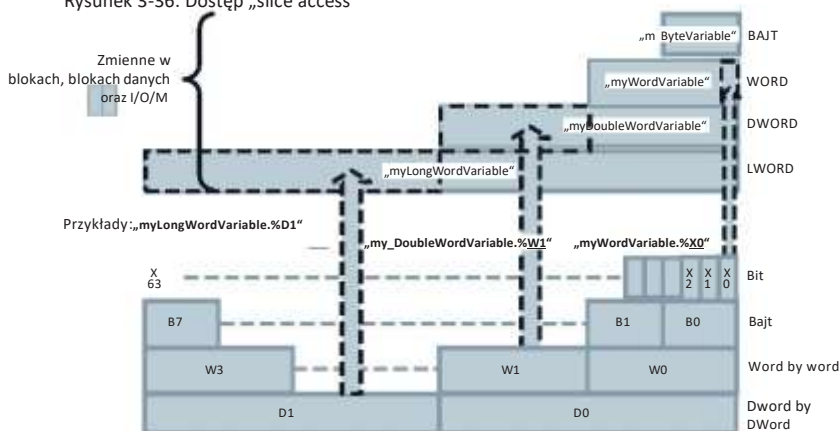 Rysunek 3-36: Dostęp „slice access“
„m ByteVariable“ BAJT
Zmienne w
blokach, blokach danych
oraz I/O/M
„myWordVariable“ WORD
„myDoubleWordVariable“ DWORD
„myLongWordVariable“ LWORD
Przykłady:„myLongWordVariable.%D1“ „my_DoubleWordVariable.%W1“ „myWordVariable.%X0“
X
63
X
2
X
1
X
0
Bit
B7 B1 B0 Bajt
W3 W1 W0 Word by word
D1 D0 Dword by
DWord